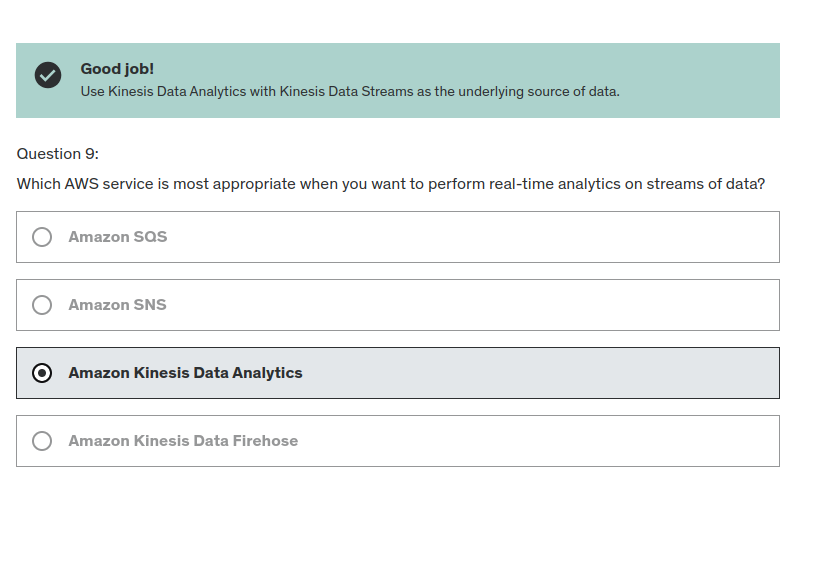 Good job!
Use Kinesis Data Analytics with Kinesis Data Streams as the underlying source of data.
Question 9:
Which AWS service is most appropriate when you want to perform real-time analytics on streams of data?
Amazon SQS
Amazon SNS
Amazon Kinesis Data Analytics
Amazon Kinesis Data Firehose